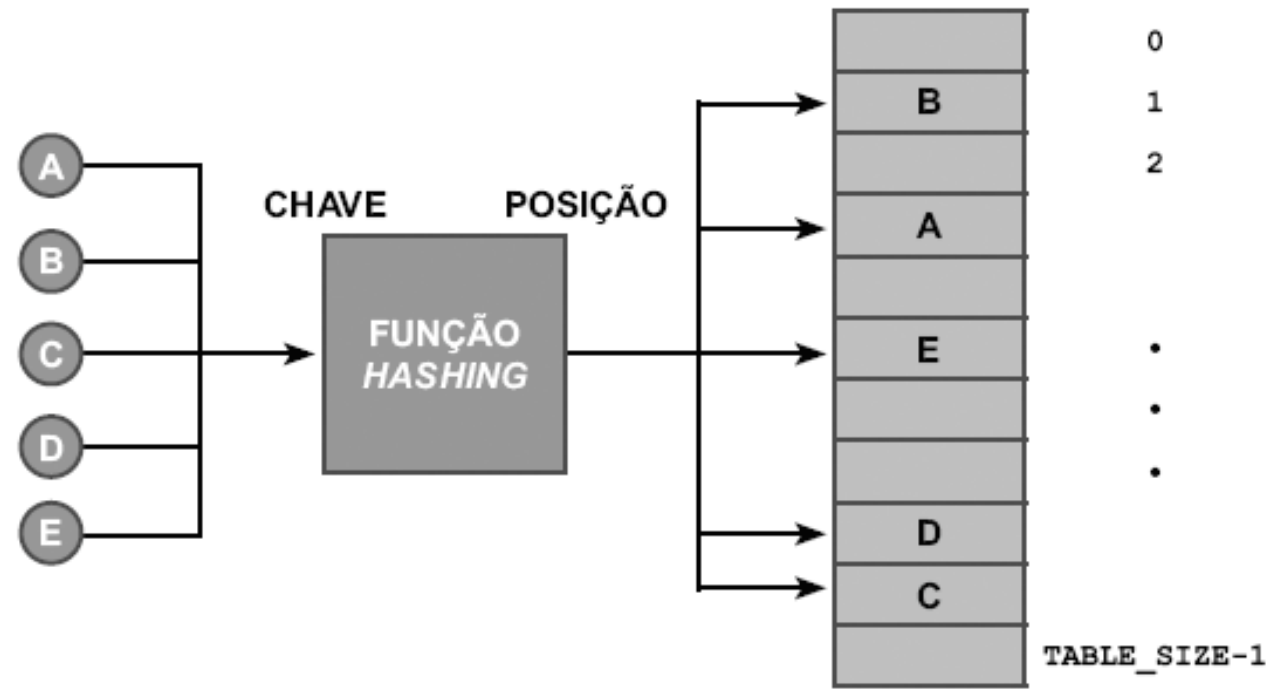 A
B
C
D
E
CHAVE
FUNÇÃO
HASHING
POSIÇÃO
B
A
E
D
C
0
1
2
TABLE_SIZE-1